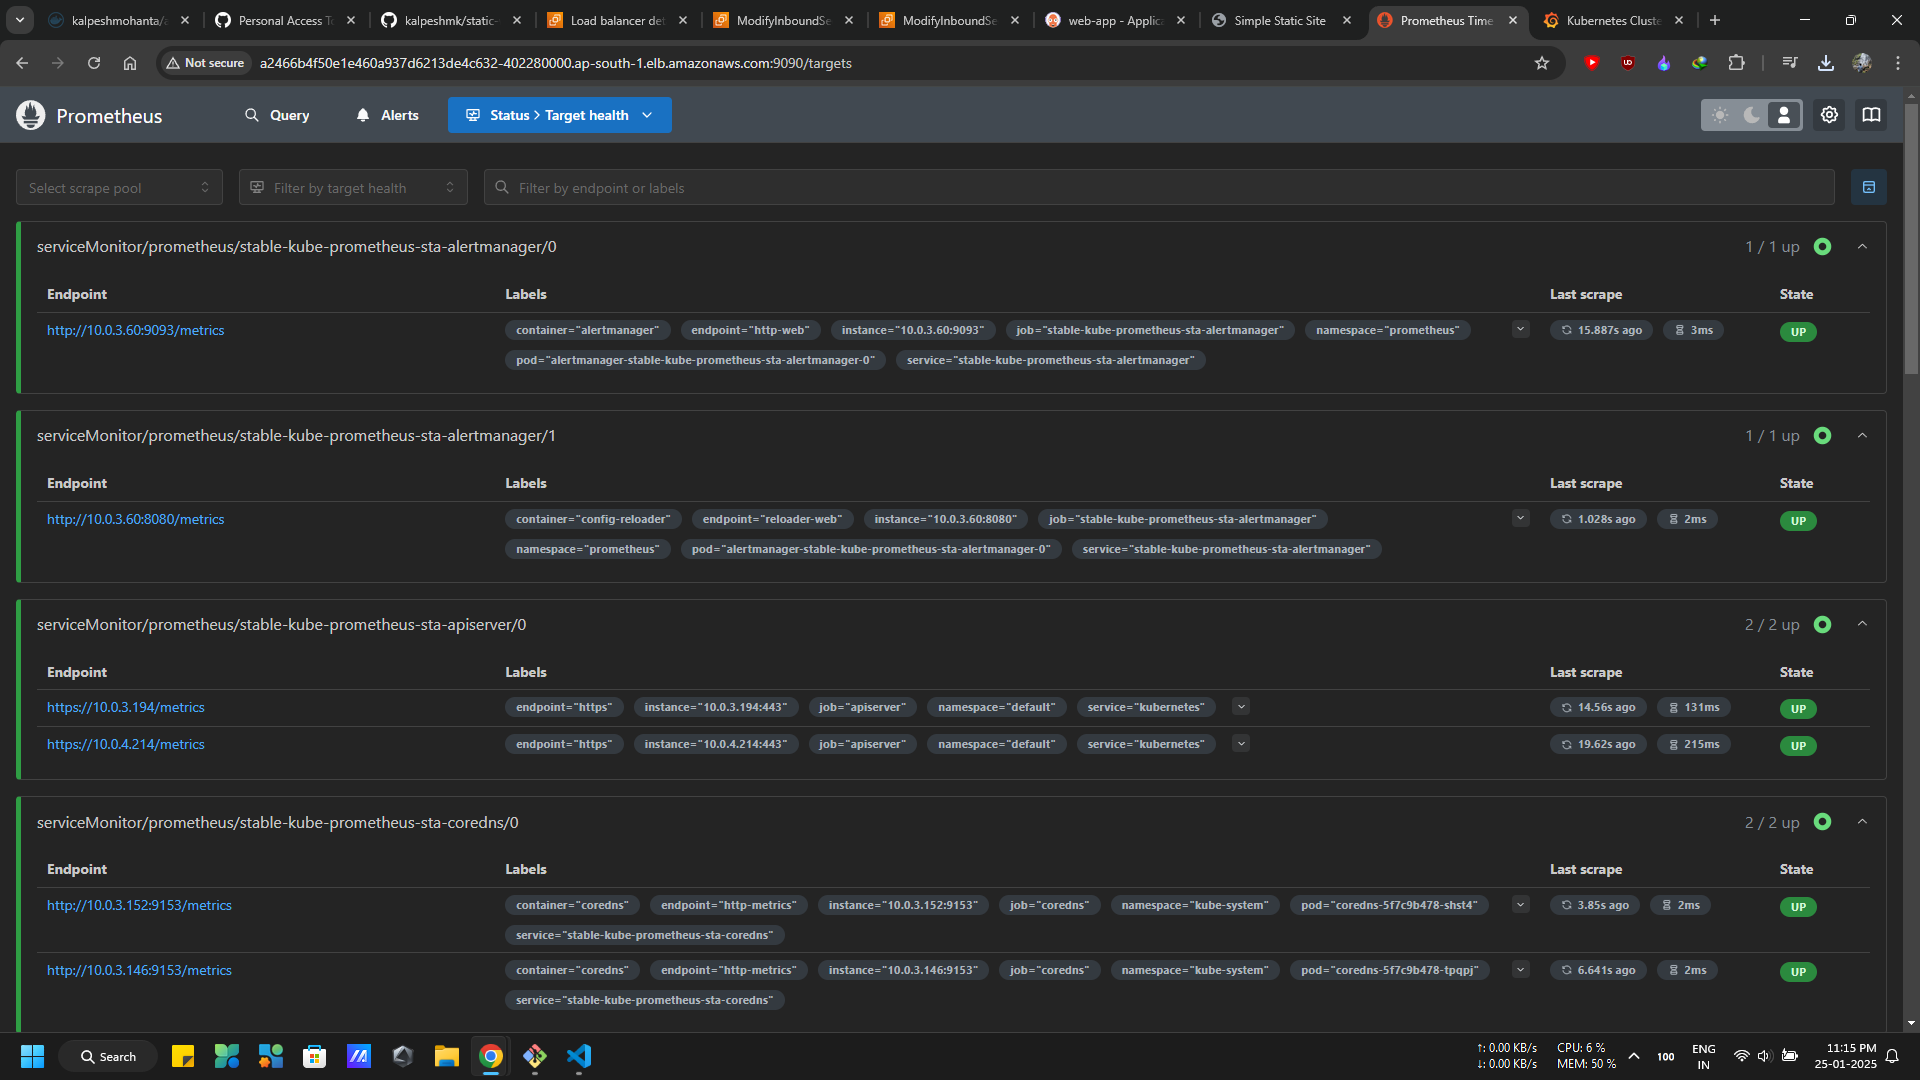 kalpeshmohanta/
Personal Access T
kalpeshmk/static-
Load balancer det
ModifyInboundSe
ModifyInboundSe
web-app - Applica
Simple Static Site
Prometheus Time
Kubernetes Cluste
Not secure
a2466b4f50e1e460a937d6213de4c632-402280000.ap-south-1.elb.amazonaws.com:9090/targets
Prometheus
Query
Alerts
Status > Target health
Select scrape pool
Filter by target health
Filter by endpoint or labels
serviceMonitor/prometheus/stable-kube-prometheus-sta-alertmanager/0
1 / 1 up
Endpoint Labels Last scrape State
http://10.0.3.60:9093/metrics container="alertmanager" endpoint="http-web" instance="10.0.3.60:9093" job="stable-kube-prometheus-sta-alertmanager" namespace="prometheus" 15.887s ago 3ms UP
pod="alertmanager-stable-kube-prometheus-sta-alertmanager-0" service="stable-kube-prometheus-sta-alertmanager"
serviceMonitor/prometheus/stable-kube-prometheus-sta-alertmanager/1
1 / 1 up
Endpoint Labels Last scrape State
http://10.0.3.60:8080/metrics container="config-reloader" endpoint="reloader-web" instance="10.0.3.60:8080" job="stable-kube-prometheus-sta-alertmanager" 1.028s ago 2ms UP
namespace="prometheus" pod="alertmanager-stable-kube-prometheus-sta-alertmanager-0" service="stable-kube-prometheus-sta-alertmanager"
serviceMonitor/prometheus/stable-kube-prometheus-sta-apiserver/0
2 / 2 up
Endpoint Labels Last scrape State
https://10.0.3.194/metrics endpoint="https" instance="10.0.3.194:443" job="apiserver" namespace="default" service="kubernetes" 14.56s ago 131ms UP
https://10.0.4.214/metrics endpoint="https" instance="10.0.4.214:443" job="apiserver" namespace="default" service="kubernetes" 19.62s ago 215ms UP
serviceMonitor/prometheus/stable-kube-prometheus-sta-coredns/0
2 / 2 up
Endpoint Labels Last scrape State
http://10.0.3.152:9153/metrics container="coredns" endpoint="http-metrics" instance="10.0.3.152:9153" job="coredns" namespace="kube-system" pod="coredns-5f7c9b478-shst4" 3.85s ago 2ms UP
service="stable-kube-prometheus-sta-coredns"
http://10.0.3.146:9153/metrics container="coredns" endpoint="http-metrics" instance="10.0.3.146:9153" job="coredns" namespace="kube-system" pod="coredns-5f7c9b478-tpqpj" 6.641s ago 2ms UP
service="stable-kube-prometheus-sta-coredns"
Search
↑: 0.00 KB/s
↓: 0.00 KB/s
CPU: 6 %
MEM: 50 %
100
ENG
IN
11:15 PM
25-01-2025